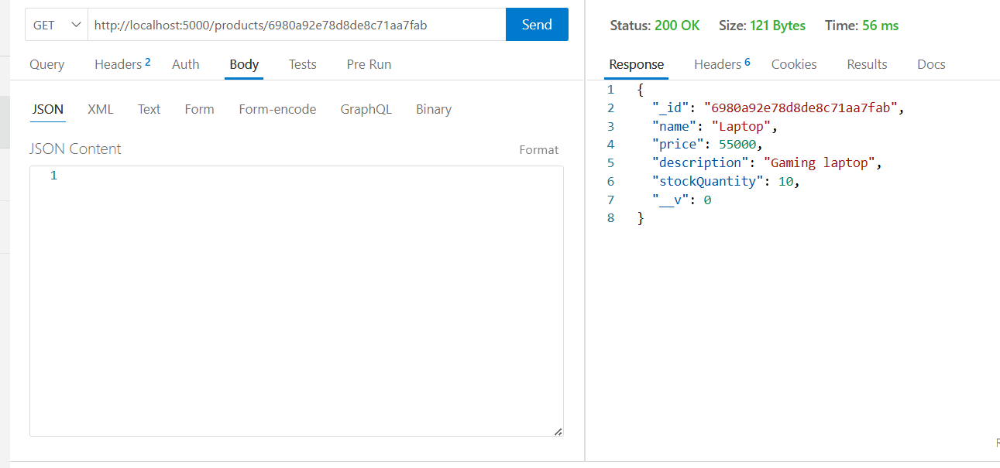 GET http://localhost:5000/products/6980a92e78d8de8c71aa7fab Send
Query Headers 2 Auth Body Tests Pre Run
JSON XML Text Form Form-encode GraphQL Binary
JSON Content Format
1
Status: 200 OK Size: 121 Bytes Time: 56 ms
Response Headers 6 Cookies Results Docs
1 {
2 "_id": "6980a92e78d8de8c71aa7fab",
3 "name": "Laptop",
4 "price": 55000,
5 "description": "Gaming laptop",
6 "stockQuantity": 10,
7 "__v": 0
8 }